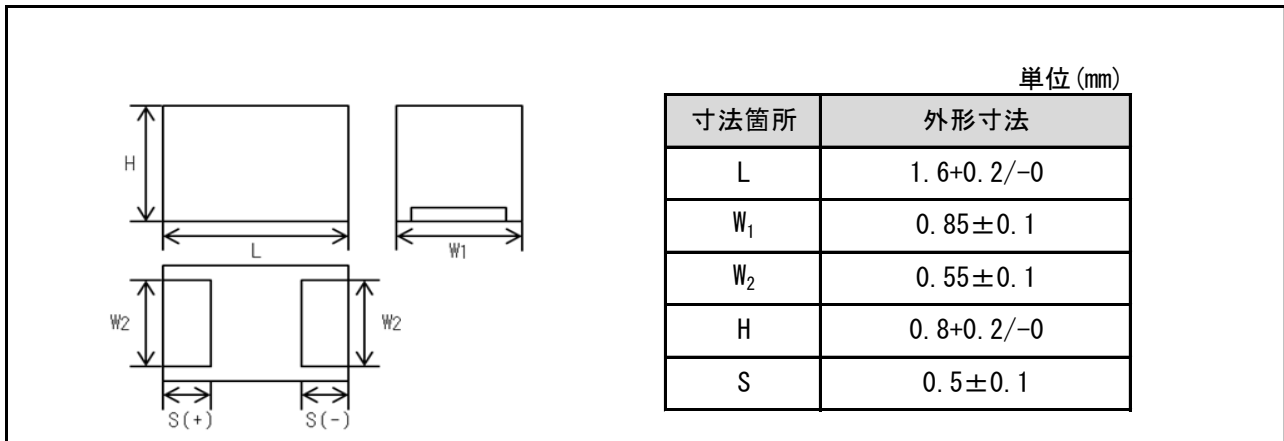 単位(mm)
寸法箇所 外形寸法
L 1.6+0.2/-0
W₁ 0.85±0.1
W₂ 0.55±0.1
H 0.8+0.2/-0
S 0.5±0.1
H
L
W1
W2
W2
S(+)
S(-)